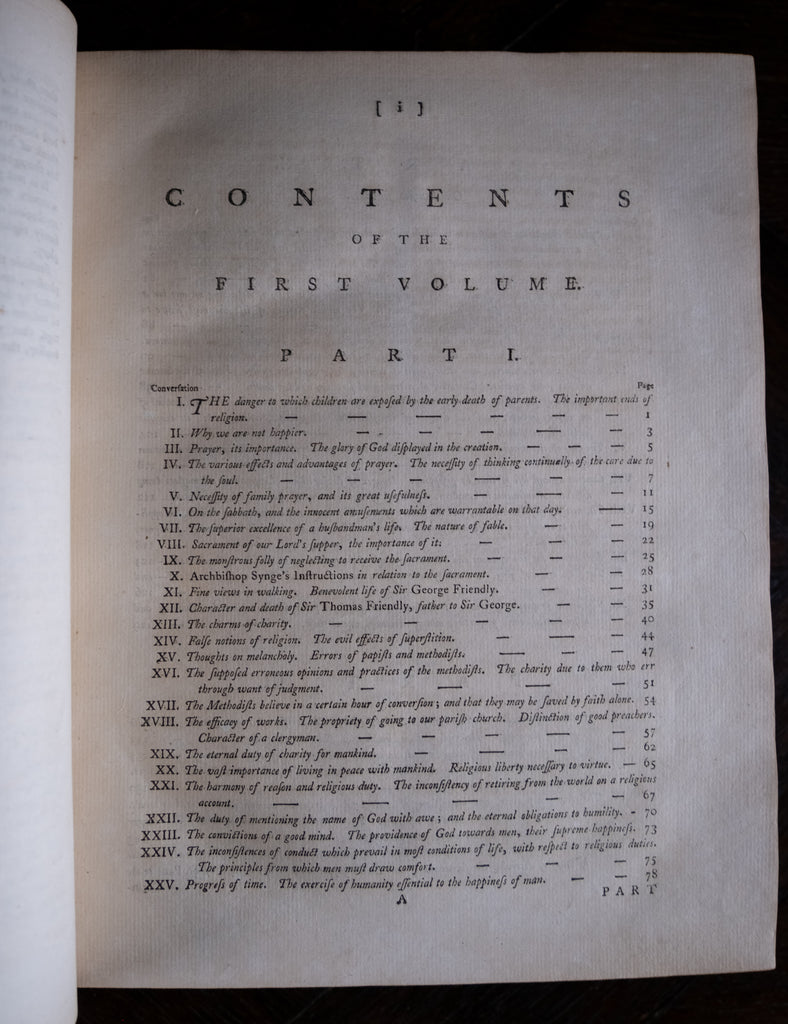 [ i ]
CONTENTS
OF THE
FIRST VOLUME.
PART I.
Conversation Page
I. THE danger to which children are expoſed by the early death of parents. The important ends of
religion. — — — — — — 1
II. Why we are not happier. — - — — — — 3
III. Prayer, its importance. The glory of God diſplayed in the creation. — — — 5
IV. The various effects and advantages of prayer. The neceſſity of thinking continually of the care due to
the ſoul. — — — — — — 7
V. Neceſſity of family prayer, and its great uſefulneſs. — — — 11
VI. On the ſabbath, and the innocent amuſements which are warrantable on that day. — 15
VII. The ſuperior excellence of a huſbandman's life. The nature of fable. — — 19
VIII. Sacrament of our Lord's ſupper, the importance of it. — — — 22
IX. The monſtrous folly of neglecting to receive the ſacrament. — — — 25
X. Archbiſhop Synge's Inſtructions in relation to the ſacrament. — — 28
XI. Fine views in walking. Benevolent life of Sir George Friendly. — — 31
XII. Character and death of Sir Thomas Friendly, father to Sir George. — — 35
XIII. The charms of charity. — — — — — 40
XIV. Falſe notions of religion. The evil effects of ſuperſtition. — — — 44
XV. Thoughts on melancholy. Errors of papiſts and methodiſts. — — — 47
XVI. The ſuppoſed erroneous opinions and practices of the methodiſts. The charity due to them who err
through want of judgment. — — — — 51
XVII. The Methodiſts believe in a certain hour of converſion; and that they may be ſaved by faith alone. 54
XVIII. The efficacy of works. The propriety of going to our pariſh church. Diſtinction of good preachers.
Character of a clergyman. — — — — — 57
XIX. The eternal duty of charity for mankind. — — — — 62
XX. The vaſt importance of living in peace with mankind. Religious liberty neceſſary to virtue. — 65
XXI. The harmony of reaſon and religious duty. The inconſiſtency of retiring from the world on a religious
account. — — — — — 67
XXII. The duty of mentioning the name of God with awe; and the eternal obligations to humility. - 70
XXIII. The convictions of a good mind. The providence of God towards men, their ſupreme happineſs. 73
XXIV. The inconſiſtences of conduct which prevail in moſt conditions of life, with reſpect to religious duties.
The principles from which men muſt draw comfort. — — — 75
XXV. Progreſs of time. The exerciſe of humanity eſſential to the happineſs of man. — — 78
A PART